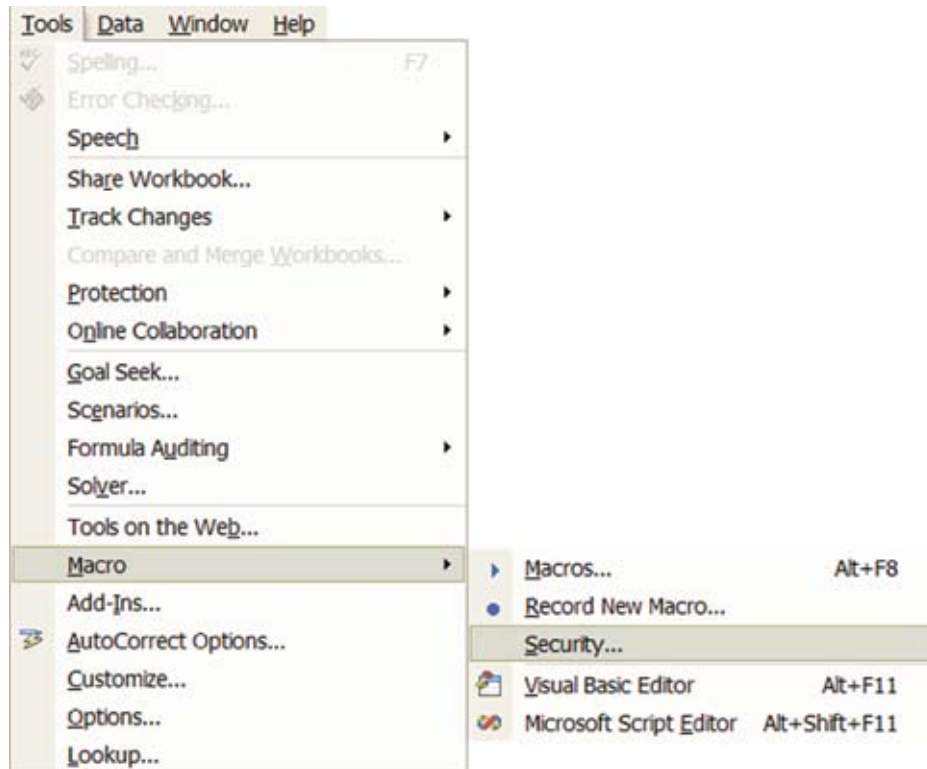 Tools Data Window Help
Spelling... F7
Error Checking...
Speech
Share Workbook...
Track Changes
Compare and Merge Workbooks...
Protection
Online Collaboration
Goal Seek...
Scenarios...
Formula Auditing
Solver...
Tools on the Web...
Macro
Add-Ins...
AutoCorrect Options...
Customize...
Options...
Lookup...
Macros... Alt+F8
Record New Macro...
Security...
Visual Basic Editor Alt+F11
Microsoft Script Editor Alt+Shift+F11